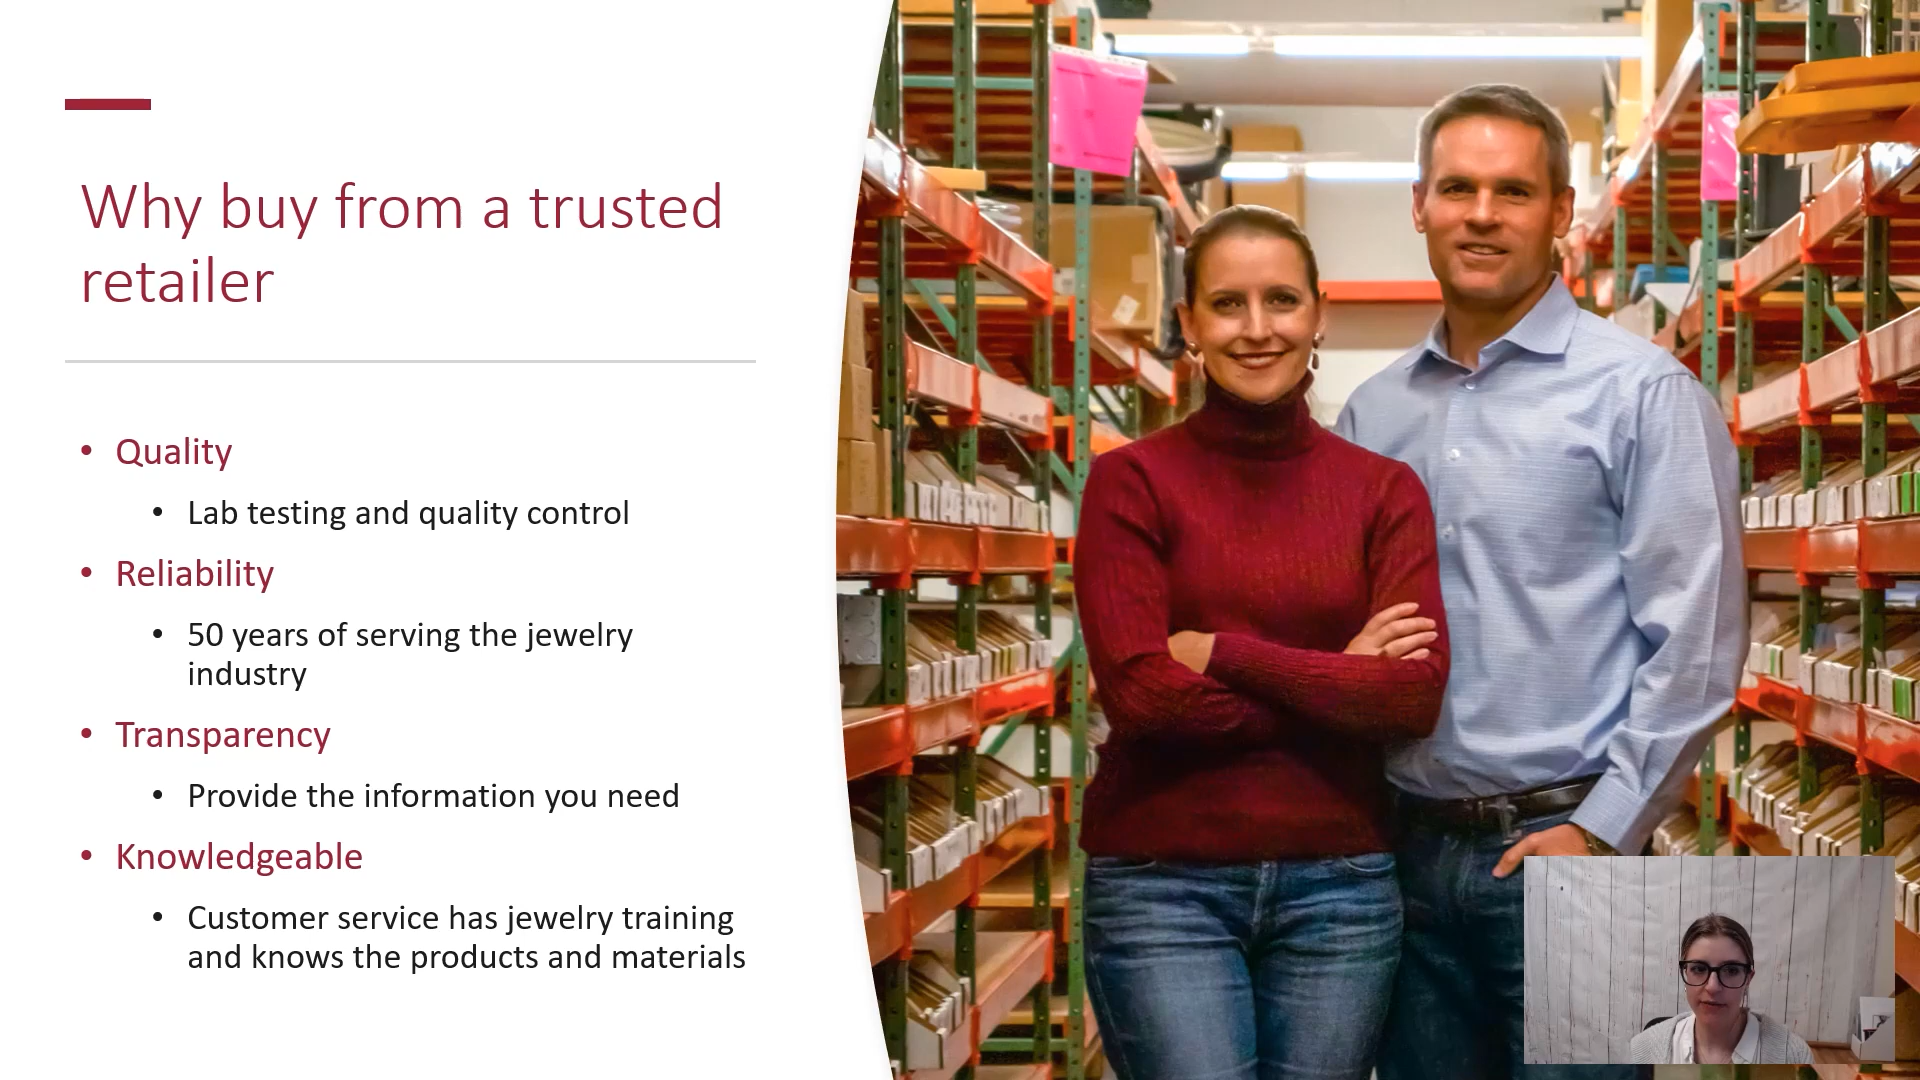 Why buy from a trusted
retailer
• Quality
• Lab testing and quality control
• Reliability
• 50 years of serving the jewelry
industry
• Transparency
• Provide the information you need
• Knowledgeable
• Customer service has jewelry training
and knows the products and materials